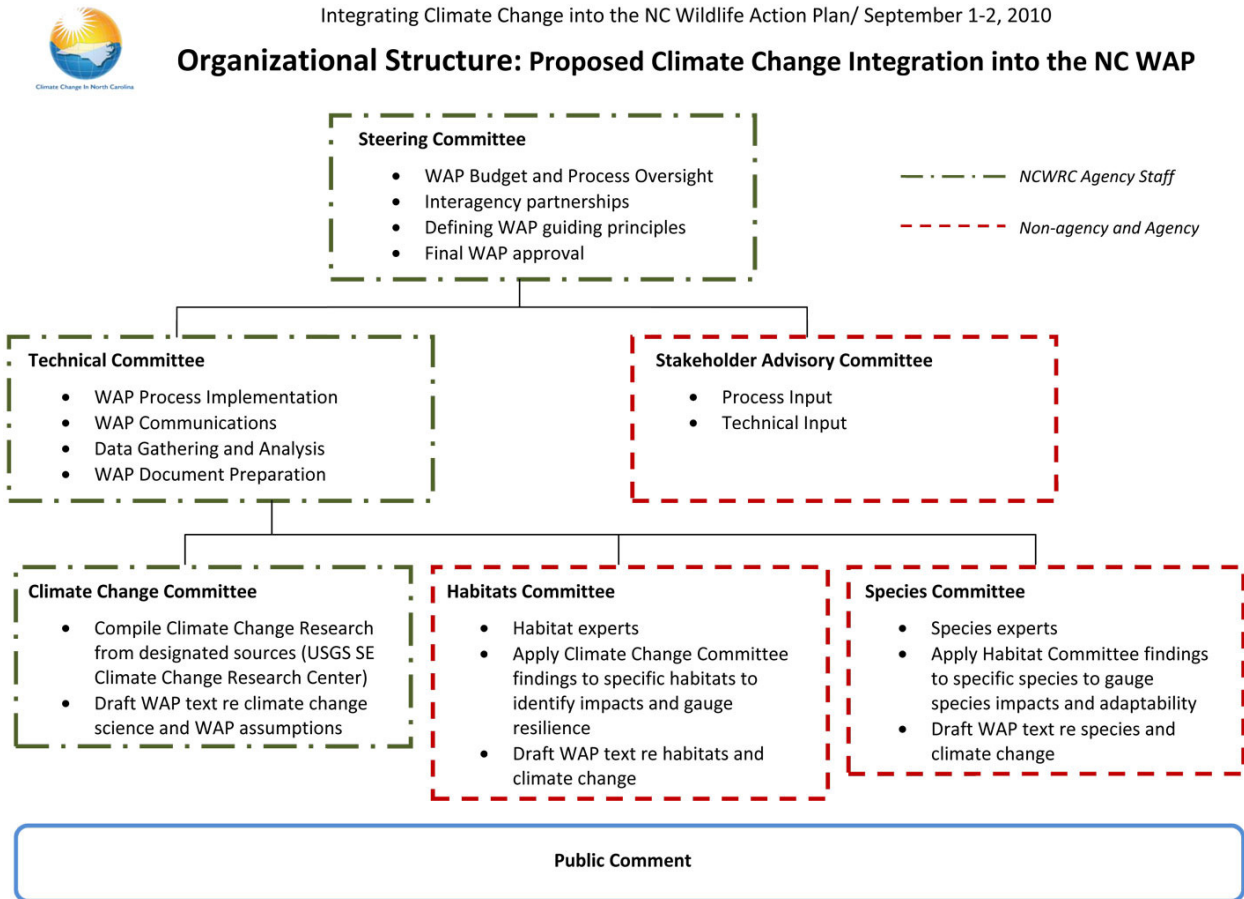 Integrating Climate Change into the NC Wildlife Action Plan/ September 1-2, 2010
Organizational Structure: Proposed Climate Change Integration into the NC WAP
Climate Change In North Carolina
Steering Committee
• WAP Budget and Process Oversight
• Interagency partnerships
• Defining WAP guiding principles
• Final WAP approval
NCWRC Agency Staff
Non-agency and Agency
Technical Committee
• WAP Process Implementation
• WAP Communications
• Data Gathering and Analysis
• WAP Document Preparation
Stakeholder Advisory Committee
• Process Input
• Technical Input
Climate Change Committee
• Compile Climate Change Research
from designated sources (USGS SE
Climate Change Research Center)
• Draft WAP text re climate change
science and WAP assumptions
Habitats Committee
• Habitat experts
• Apply Climate Change Committee
findings to specific habitats to
identify impacts and gauge
resilience
• Draft WAP text re habitats and
climate change
Species Committee
• Species experts
• Apply Habitat Committee findings
to specific species to gauge
species impacts and adaptability
• Draft WAP text re species and
climate change
Public Comment